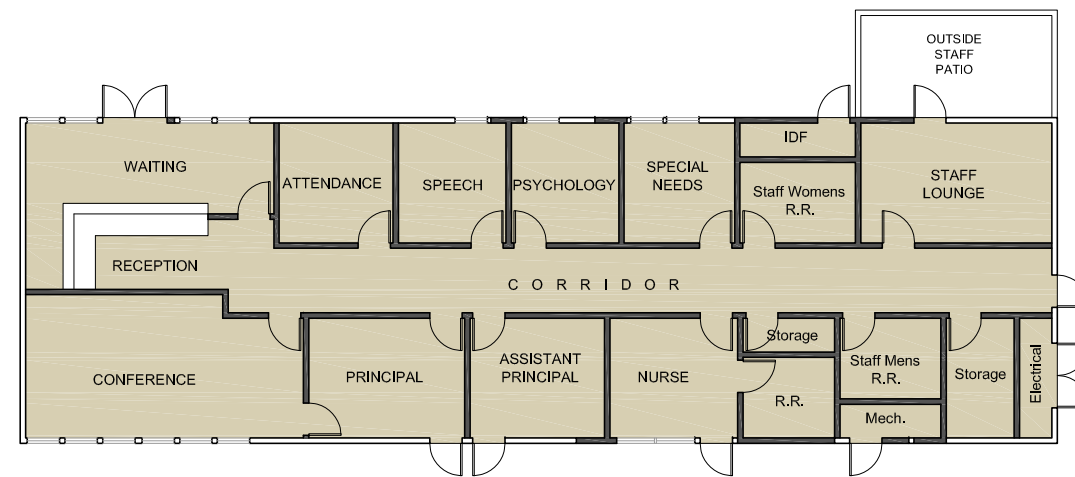 OUTSIDE
STAFF
PATIO
WAITING
ATTENDANCE
SPEECH
PSYCHOLOGY
SPECIAL
NEEDS
IDF
Staff Womens
R.R.
STAFF
LOUNGE
RECEPTION
CORRIDOR
CONFERENCE
PRINCIPAL
ASSISTANT
PRINCIPAL
NURSE
Storage
R.R.
Staff Mens
R.R.
Mech.
Storage
Electrical